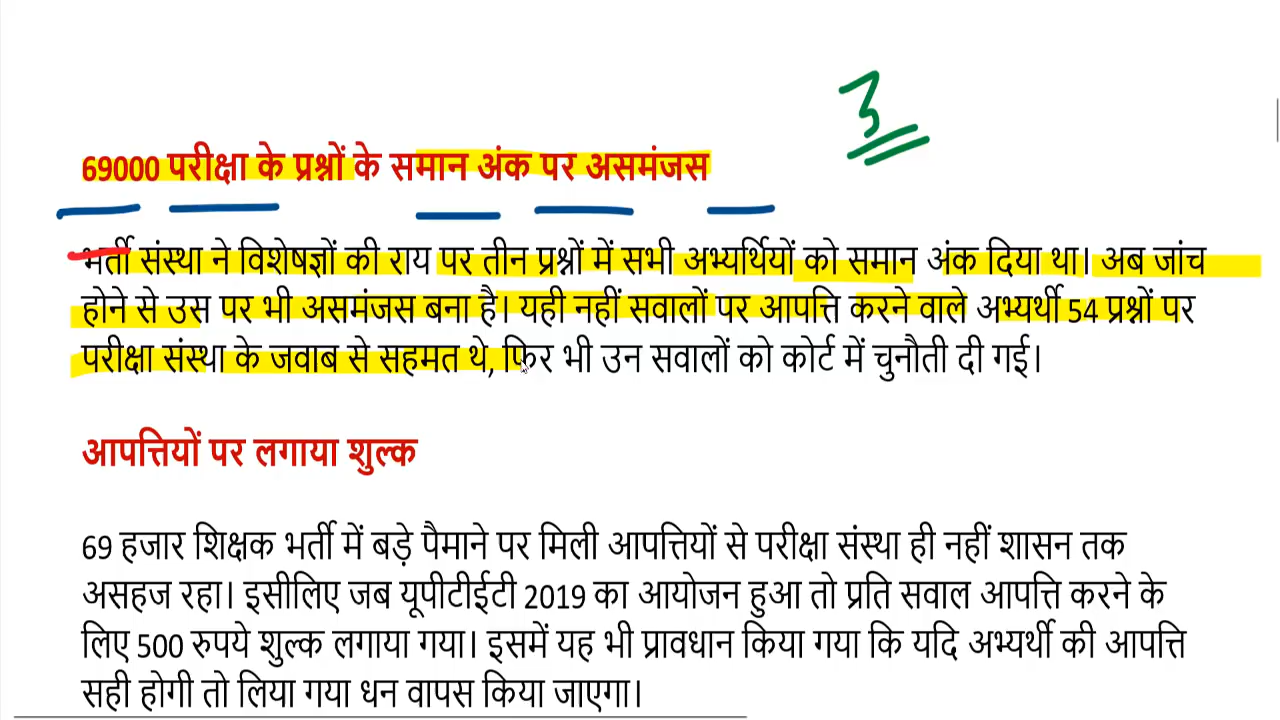 3
69000 परीक्षा के प्रश्नों के समान अंक पर असमंजस
भर्ती संस्था ने विशेषज्ञों की राय पर तीन प्रश्नों में सभी अभ्यर्थियों को समान अंक दिया था। अब जांच
होने से उस पर भी असमंजस बना है। यही नहीं सवालों पर आपत्ति करने वाले अभ्यर्थी 54 प्रश्नों पर
परीक्षा संस्था के जवाब से सहमत थे, फिर भी उन सवालों को कोर्ट में चुनौती दी गई।
आपत्तियों पर लगाया शुल्क
69 हजार शिक्षक भर्ती में बड़े पैमाने पर मिली आपत्तियों से परीक्षा संस्था ही नहीं शासन तक
असहज रहा। इसीलिए जब यूपीटीईटी 2019 का आयोजन हुआ तो प्रति सवाल आपत्ति करने के
लिए 500 रुपये शुल्क लगाया गया। इसमें यह भी प्रावधान किया गया कि यदि अभ्यर्थी की आपत्ति
सही होगी तो लिया गया धन वापस किया जाएगा।